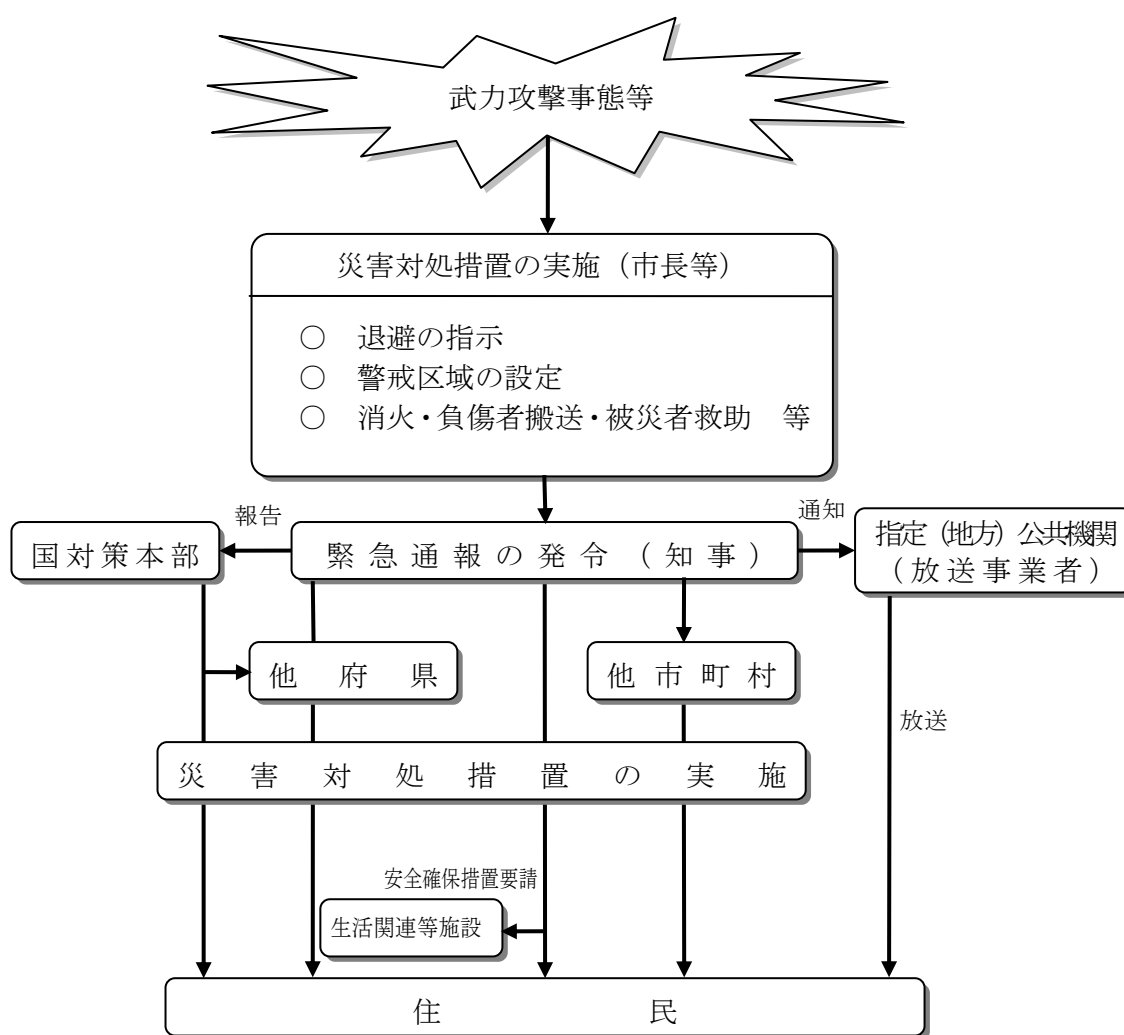 武力攻撃事態等
災害対処措置の実施（市長等）
○　退避の指示
○　警戒区域の設定
○　消火・負傷者搬送・被災者救助　等
報告
通知
国対策本部
緊急通報の発令（知事）
指定（地方）公共機関
（放送事業者）
他府県
他市町村
放送
災害対処措置の実施
安全確保措置要請
生活関連等施設
住民